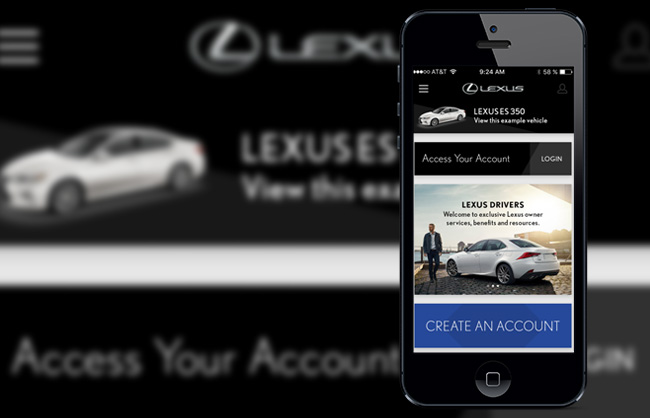 LEXUS
LEXUS ES
View this exam
Access Your Account
GIN
AT&T 9:24 AM 58 %
LEXUS
LEXUS ES 350
View this example vehicle
Access Your Account LOGIN
LEXUS DRIVERS
Welcome to exclusive Lexus owner
services, benefits and resources.
CREATE AN ACCOUNT